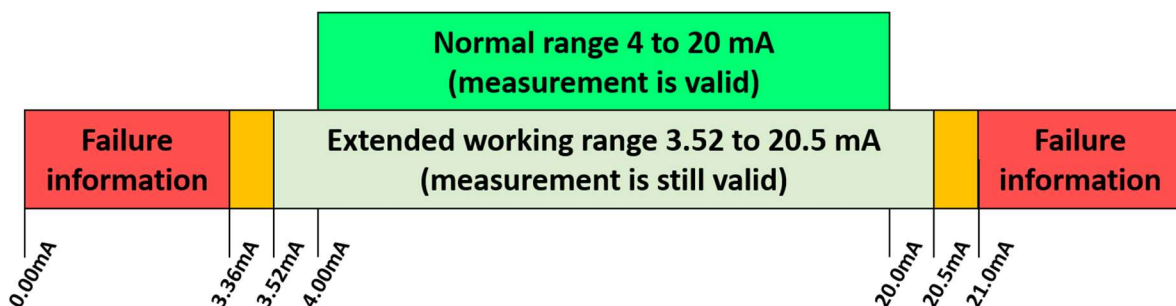 Normal range 4 to 20 mA
(measurement is valid)
Failure
information
Extended working range 3.52 to 20.5 mA
(measurement is still valid)
Failure
information
0.00mA
3.36mA
3.52mA
4.00mA
20.0mA
20.5mA
21.0mA